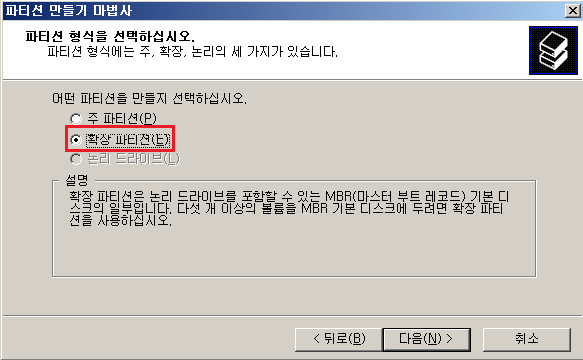 파티션 만들기 마법사
파티션 형식을 선택하십시오.
파티션 형식에는 주, 확장, 논리의 세 가지가 있습니다.
어떤 파티션을 만들지 선택하십시오.
주 파티션(P)
확장 파티션(E)
논리 드라이브(L)
설명
확장 파티션은 논리 드라이브를 포함할 수 있는 MBR(마스터 부트 레코드) 기본 디
스크의 일부입니다. 다섯 개 이상의 볼륨을 MBR 기본 디스크에 두려면 확장 파티
션을 사용하십시오.
< 뒤로(B) 다음(N) > 취소